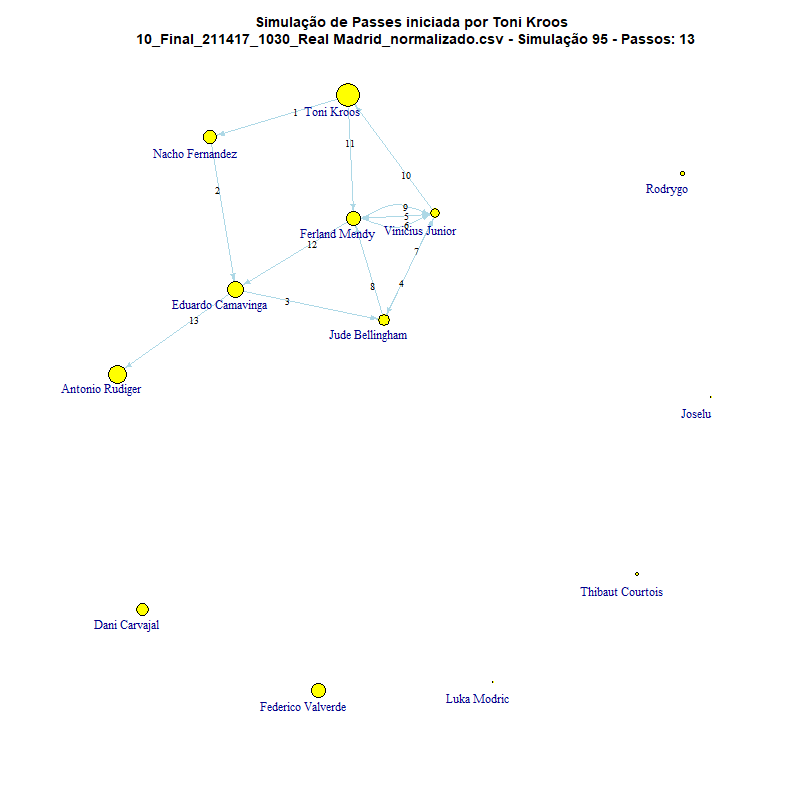 Simulação de Passes iniciada por Toni Kroos
10_Final_211417_1030_Real Madrid_normalizado.csv - Simulação 95 - Passos: 13
1
Toni Kroos
11
Nacho Fernandez
10
Rodrygo
2
9
5
6
Ferland Mendy
Vinicius Junior
12
7
8
4
3
Eduardo Camavinga
13
Jude Bellingham
Antonio Rudiger
Joselu
Thibaut Courtois
Dani Carvajal
Federico Valverde
Luka Modric